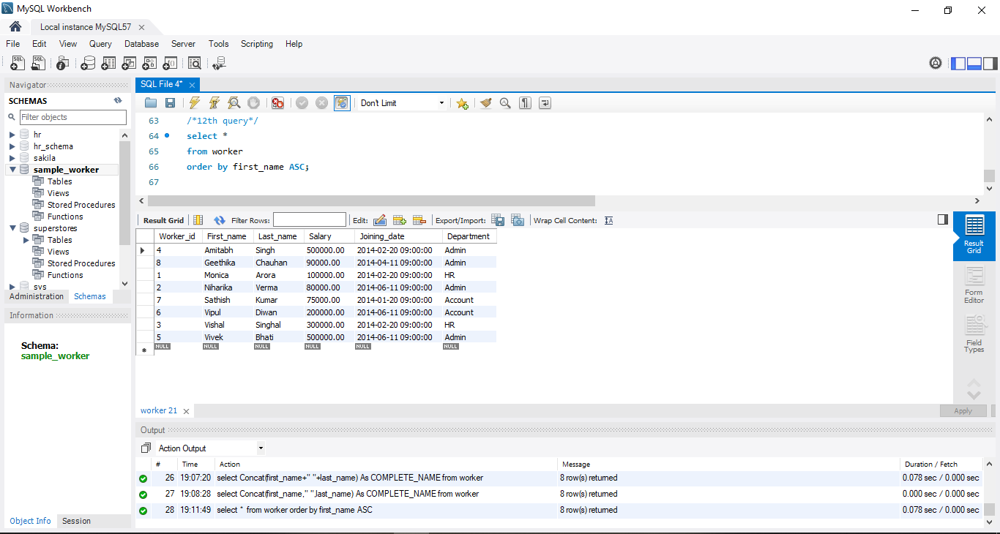 MySQL Workbench
Local instance MySQL57
File Edit View Query Database Server Tools Scripting Help
Navigator
SCHEMAS
Filter objects
hr
hr_schema
sakila
sample_worker
Tables
Views
Stored Procedures
Functions
superstores
Tables
Views
Stored Procedures
Functions
sys
Administration Schemas
Information
Schema:
sample_worker
Object Info Session
SQL File 4*
Don't Limit
63 /*12th query*/
64 select *
65 from worker
66 order by first_name ASC;
67
Result Grid Filter Rows: Edit: Export/Import: Wrap Cell Content:
Worker_id First_name Last_name Salary Joining_date Department
4 Amitabh Singh 500000.00 2014-02-20 09:00:00 Admin
8 Geethika Chauhan 90000.00 2014-04-11 09:00:00 Admin
1 Monica Arora 100000.00 2014-02-20 09:00:00 HR
2 Niharika Verma 80000.00 2014-06-11 09:00:00 Admin
7 Sathish Kumar 75000.00 2014-01-20 09:00:00 Account
6 Vipul Diwan 200000.00 2014-06-11 09:00:00 Account
3 Vishal Singhal 300000.00 2014-02-20 09:00:00 HR
5 Vivek Bhati 500000.00 2014-06-11 09:00:00 Admin
NULL NULL NULL NULL NULL NULL
Result
Grid
Form
Editor
Field
Types
worker 21
Apply
Output
Action Output
# Time Action Message Duration / Fetch
26 19:07:20 select Concat(first_name+" "+last_name) As COMPLETE_NAME from worker 8 row(s) returned 0.078 sec / 0.000 sec
27 19:08:28 select Concat(first_name," ",last_name) As COMPLETE_NAME from worker 8 row(s) returned 0.000 sec / 0.000 sec
28 19:11:49 select * from worker order by first_name ASC 8 row(s) returned 0.078 sec / 0.000 sec